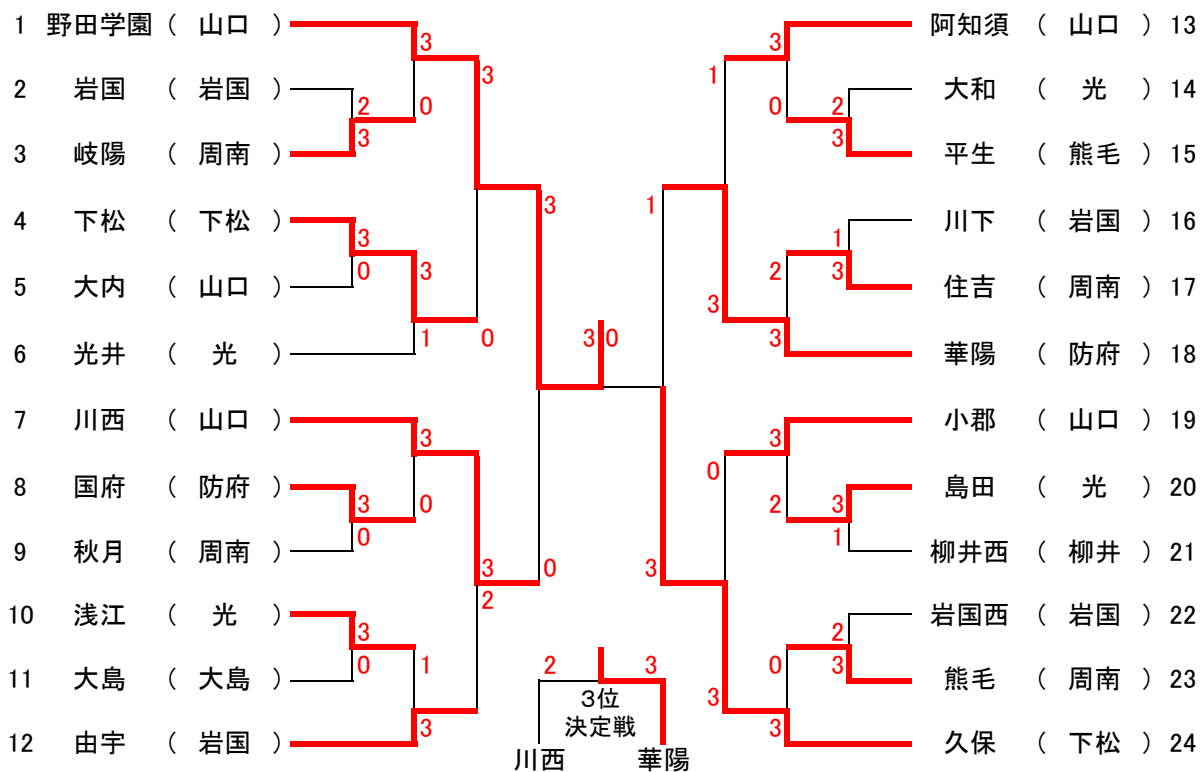 1 野田学園 ( 山口 )
2 岩国 ( 岩国 )
3 岐陽 ( 周南 )
4 下松 ( 下松 )
5 大内 ( 山口 )
6 光井 ( 光 )
7 川西 ( 山口 )
8 国府 ( 防府 )
9 秋月 ( 周南 )
10 浅江 ( 光 )
11 大島 ( 大島 )
12 由宇 ( 岩国 )
3
2 0
3
3
3
0 3
1 0
3
3
3 0
0
3 0
2
3
0 1
3
3 0
2 3
3位
決定戦
川西 華陽
3
1
0 2
3
1
1
2 3
3
3
3
0
2 3
1
3
2
0 3
3
3
阿知須 ( 山口 ) 13
大和 ( 光 ) 14
平生 ( 熊毛 ) 15
川下 ( 岩国 ) 16
住吉 ( 周南 ) 17
華陽 ( 防府 ) 18
小郡 ( 山口 ) 19
島田 ( 光 ) 20
柳井西 ( 柳井 ) 21
岩国西 ( 岩国 ) 22
熊毛 ( 周南 ) 23
久保 ( 下松 ) 24